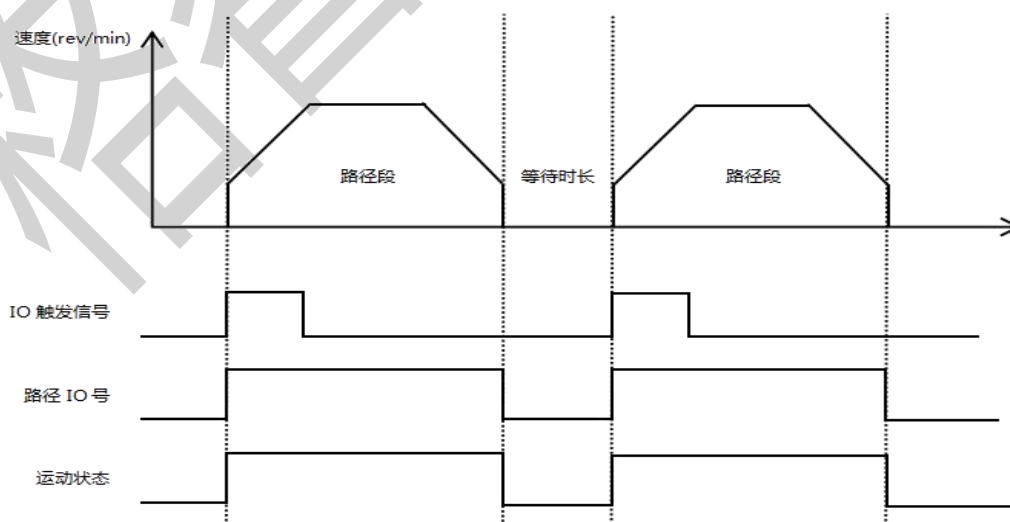 速度(rev/min)
路径段
等待时长
路径段
IO 触发信号
路径 IO 号
运动状态